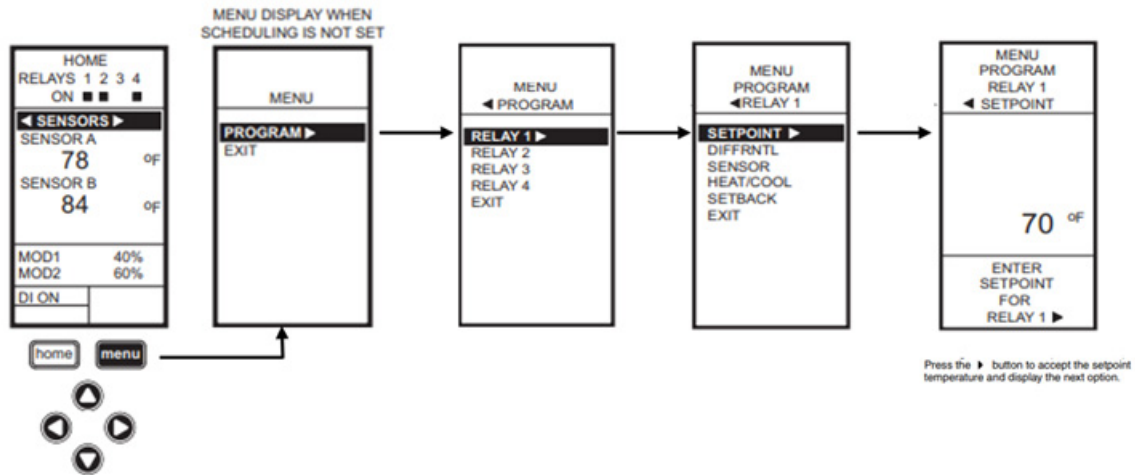 MENU DISPLAY WHEN
SCHEDULING IS NOT SET
HOME
RELAYS 1 2 3 4
ON ■ ■ ■
◀ SENSORS ▶
SENSOR A
78 ºF
SENSOR B
84 ºF
MOD1 40%
MOD2 60%
DI ON
home menu
MENU
PROGRAM ▶
EXIT
MENU
◀ PROGRAM
RELAY 1 ▶
RELAY 2
RELAY 3
RELAY 4
EXIT
MENU
PROGRAM
◀RELAY 1
SETPOINT ▶
DIFFRNTL
SENSOR
HEAT/COOL
SETBACK
EXIT
MENU
PROGRAM
RELAY 1
◀ SETPOINT
70 ºF
ENTER
SETPOINT
FOR
RELAY 1 ▶
Press the ▶ button to accept the setpoint
temperature and display the next option.